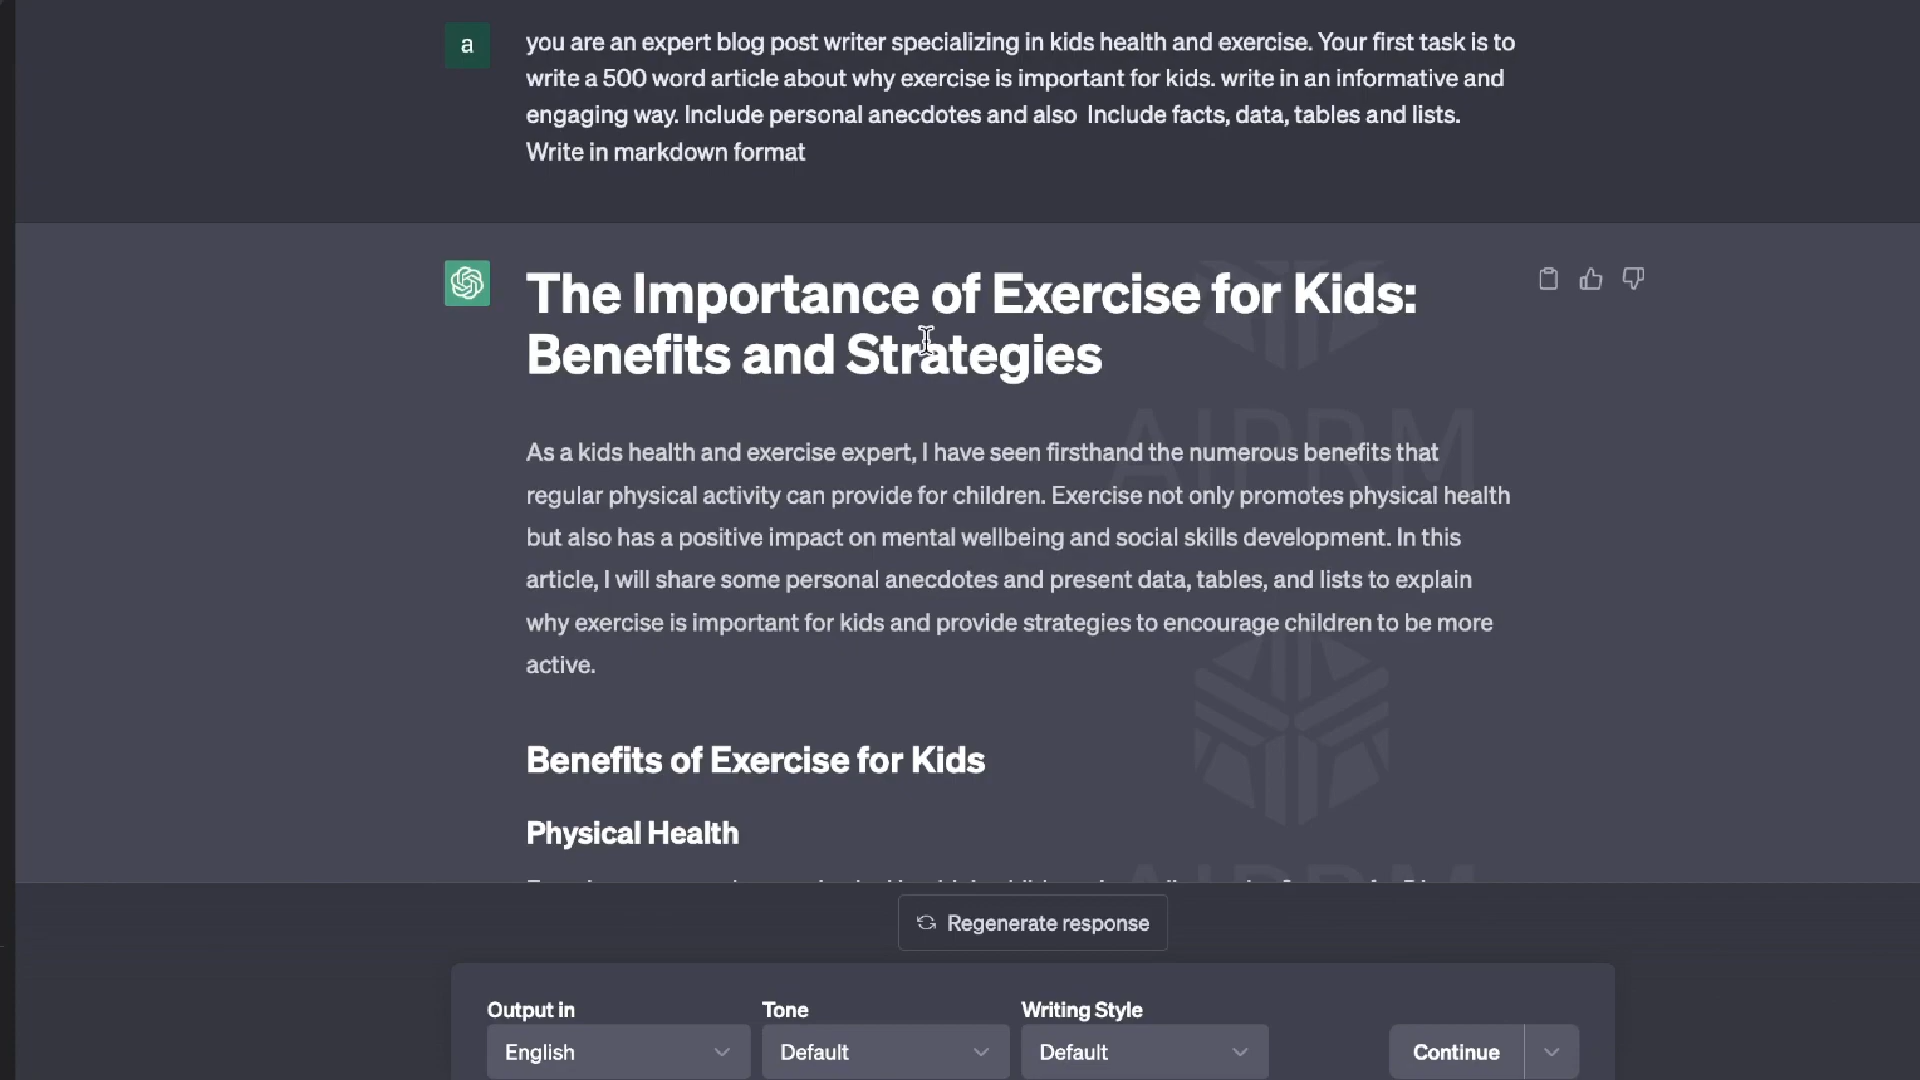 a
you are an expert blog post writer specializing in kids health and exercise. Your first task is to
write a 500 word article about why exercise is important for kids. write in an informative and
engaging way. Include personal anecdotes and also  Include facts, data, tables and lists.
Write in markdown format
The Importance of Exercise for Kids:
Benefits and Strategies
AIPRM
As a kids health and exercise expert, I have seen firsthand the numerous benefits that
regular physical activity can provide for children. Exercise not only promotes physical health
but also has a positive impact on mental wellbeing and social skills development. In this
article, I will share some personal anecdotes and present data, tables, and lists to explain
why exercise is important for kids and provide strategies to encourage children to be more
active.
Benefits of Exercise for Kids
Physical Health
AIPRM
Regenerate response
Output in Tone Writing Style
English Default Default Continue